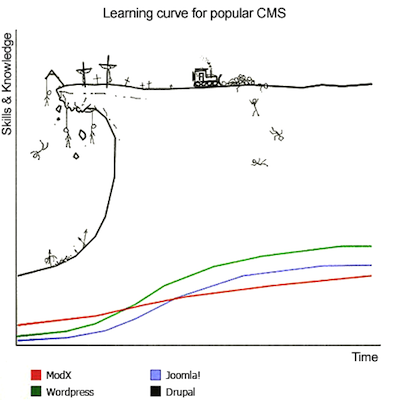 Learning curve for popular CMS
Skills & Knowledge
Time
ModX
Joomla!
Wordpress
Drupal